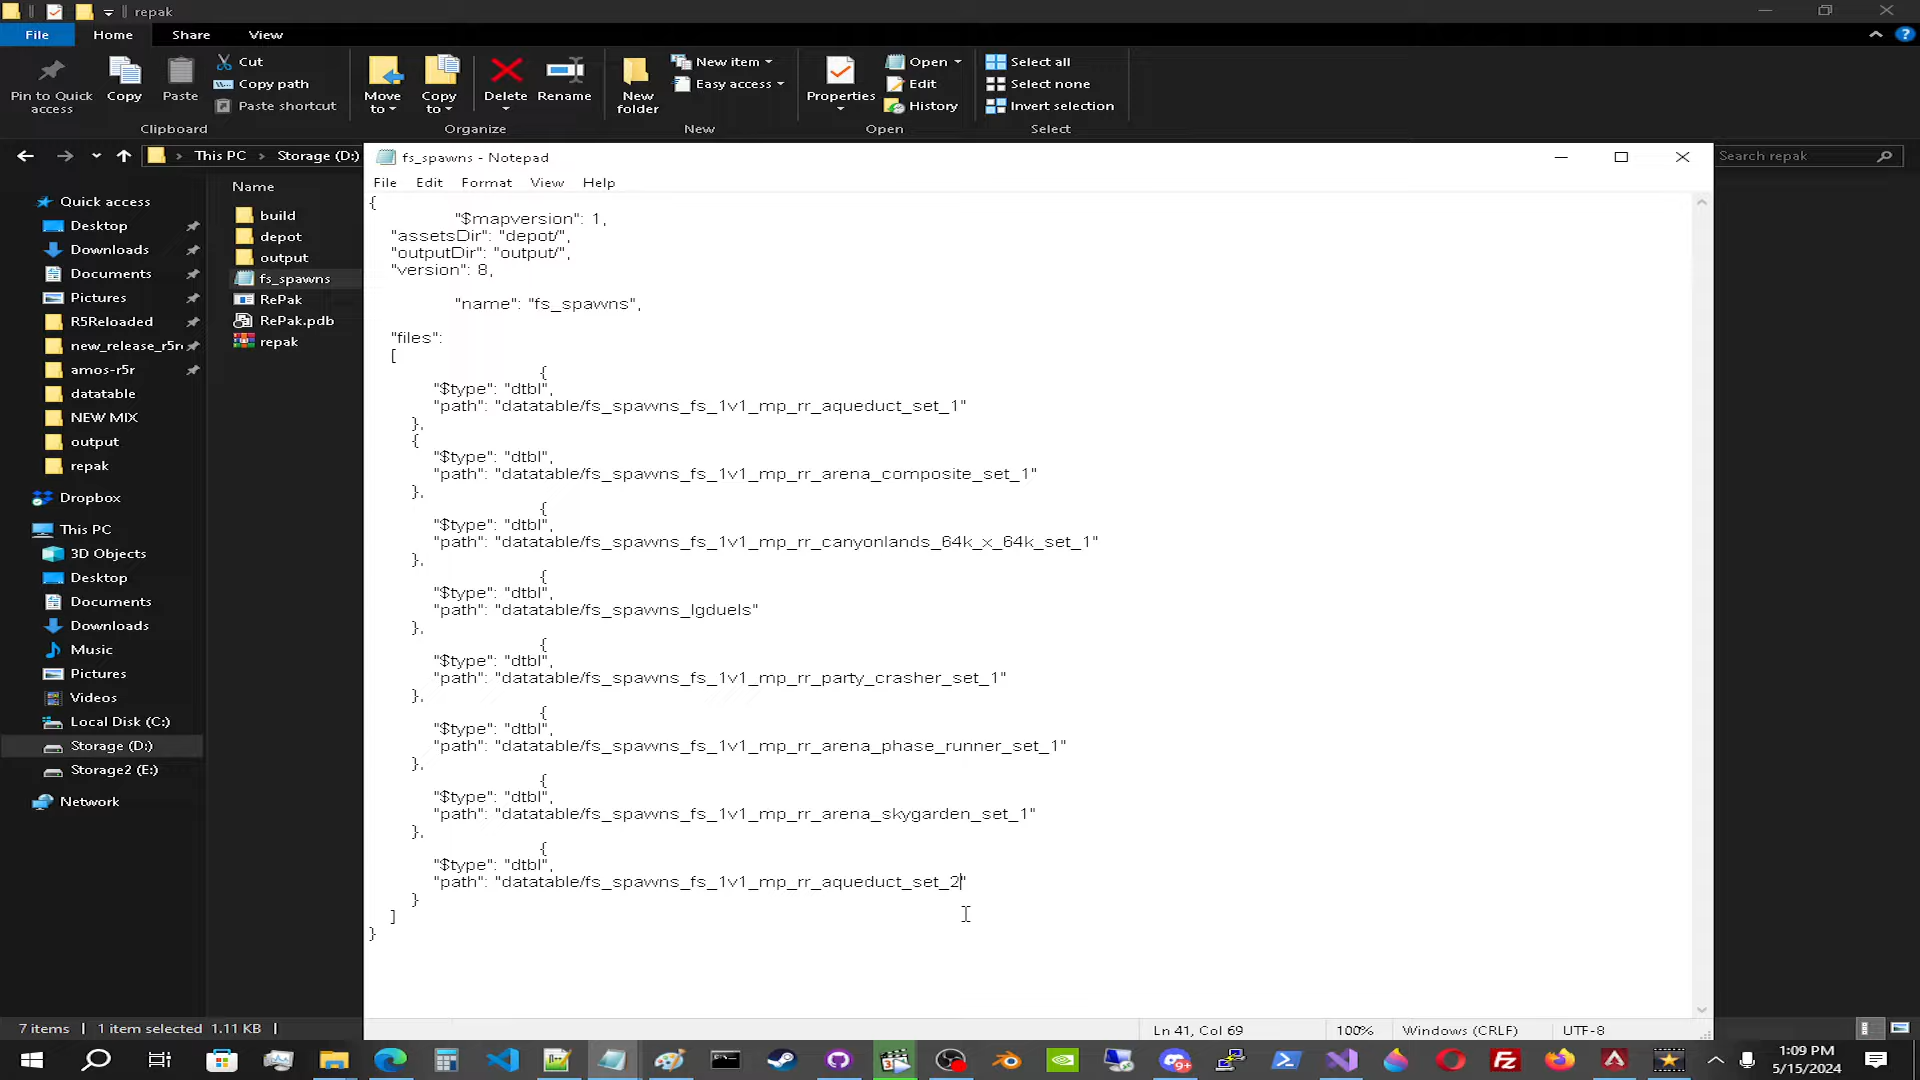 repak
File
Home
Share
View
Pin to Quick access
Copy
Paste
Cut
Copy path
Paste shortcut
Clipboard
Move to
Copy to
Delete
Rename
Organize
New folder
New item
Easy access
New
Properties
Open
Edit
History
Open
Select all
Select none
Invert selection
Select
This PC
Storage (D:)
Search repak
Quick access
Desktop
Downloads
Documents
Pictures
R5Reloaded
new_release_r5r
amos-r5r
datatable
NEW MIX
output
repak
Dropbox
This PC
3D Objects
Desktop
Documents
Downloads
Music
Pictures
Videos
Local Disk (C:)
Storage (D:)
Storage2 (E:)
Network
Name
build
depot
output
fs_spawns
RePak
RePak.pdb
repak
fs_spawns - Notepad
File Edit Format View Help
{
"$mapversion": 1,
"assetsDir": "depot/",
"outputDir": "output/",
"version": 8,
"name": "fs_spawns",
"files":
[
{
"$type": "dtbl",
"path": "datatable/fs_spawns_fs_1v1_mp_rr_aqueduct_set_1"
},
{
"$type": "dtbl",
"path": "datatable/fs_spawns_fs_1v1_mp_rr_arena_composite_set_1"
},
{
"$type": "dtbl",
"path": "datatable/fs_spawns_fs_1v1_mp_rr_canyonlands_64k_x_64k_set_1"
},
{
"$type": "dtbl",
"path": "datatable/fs_spawns_lgduels"
},
{
"$type": "dtbl",
"path": "datatable/fs_spawns_fs_1v1_mp_rr_party_crasher_set_1"
},
{
"$type": "dtbl",
"path": "datatable/fs_spawns_fs_1v1_mp_rr_arena_phase_runner_set_1"
},
{
"$type": "dtbl",
"path": "datatable/fs_spawns_fs_1v1_mp_rr_arena_skygarden_set_1"
},
{
"$type": "dtbl",
"path": "datatable/fs_spawns_fs_1v1_mp_rr_aqueduct_set_2"
}
]
}
Ln 41, Col 69
100%
Windows (CRLF)
UTF-8
7 items
1 item selected 1.11 KB
9+
1:09 PM
5/15/2024